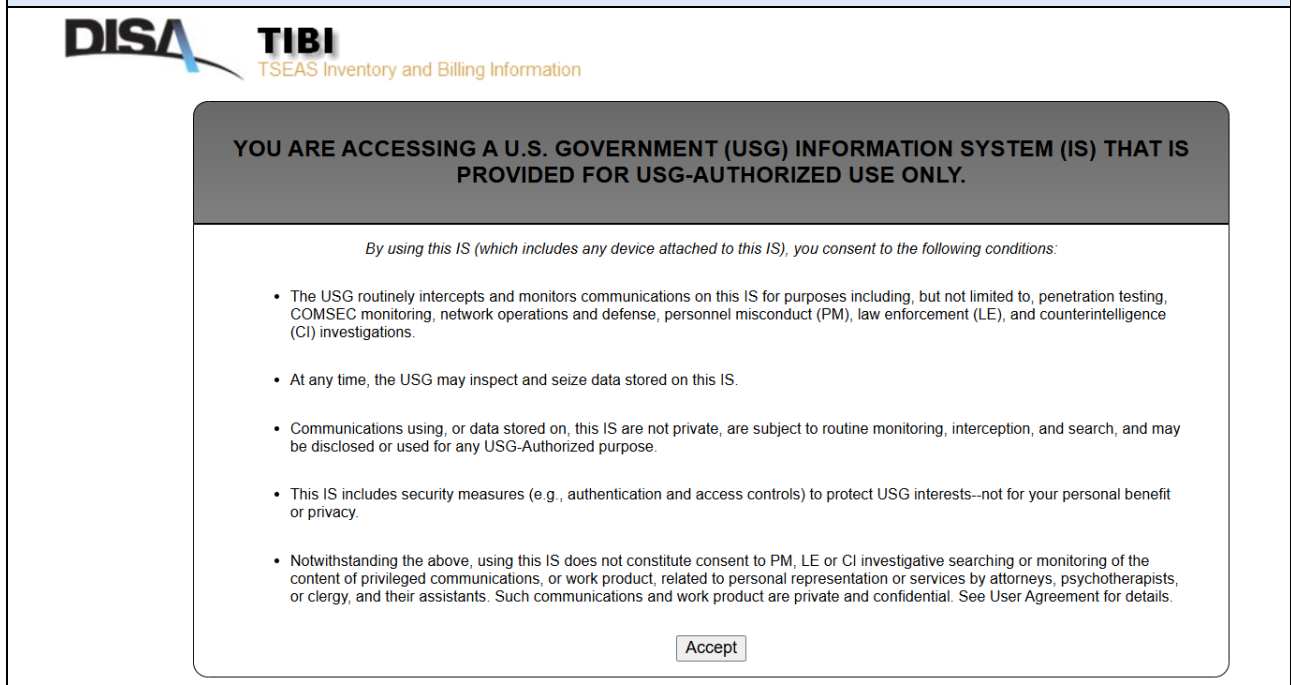 DISA
TIBI
TSEAS Inventory and Billing Information
YOU ARE ACCESSING A U.S. GOVERNMENT (USG) INFORMATION SYSTEM (IS) THAT IS
PROVIDED FOR USG-AUTHORIZED USE ONLY.
By using this IS (which includes any device attached to this IS), you consent to the following conditions:
• The USG routinely intercepts and monitors communications on this IS for purposes including, but not limited to, penetration testing,
COMSEC monitoring, network operations and defense, personnel misconduct (PM), law enforcement (LE), and counterintelligence
(CI) investigations.
• At any time, the USG may inspect and seize data stored on this IS.
• Communications using, or data stored on, this IS are not private, are subject to routine monitoring, interception, and search, and may
be disclosed or used for any USG-Authorized purpose.
• This IS includes security measures (e.g., authentication and access controls) to protect USG interests--not for your personal benefit
or privacy.
• Notwithstanding the above, using this IS does not constitute consent to PM, LE or CI investigative searching or monitoring of the
content of privileged communications, or work product, related to personal representation or services by attorneys, psychotherapists,
or clergy, and their assistants. Such communications and work product are private and confidential. See User Agreement for details.
Accept